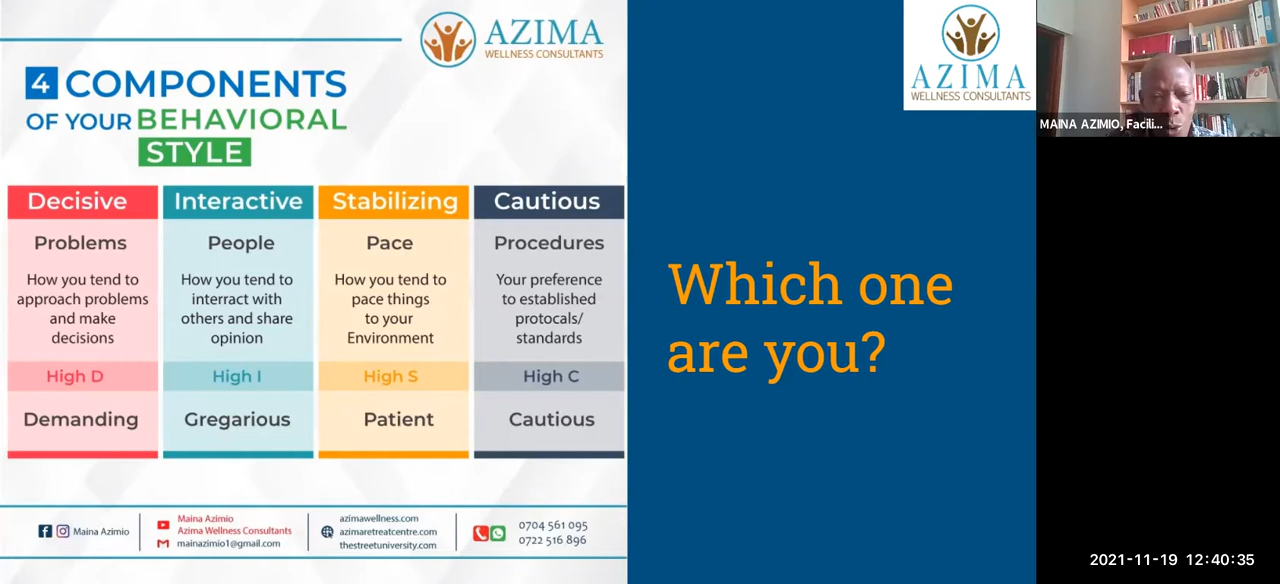 AZIMA
WELLNESS CONSULTANTS
4 COMPONENTS
OF YOUR BEHAVIORAL
STYLE
Decisive
Problems
How you tend to
approach problems
and make
decisions
High D
Demanding
Interactive
People
How you tend to
interract with
others and share
opinion
High I
Gregarious
Stabilizing
Pace
How you tend to
pace things
to your
Environment
High S
Patient
Cautious
Procedures
Your preference
to established
protocals/
standards
High C
Cautious
Maina Azimio
Maina Azimio
Azima Wellness Consultants
mainazimio1@gmail.com
azimawellness.com
azimaretreatcentre.com
thestreetuniversity.com
0704 561 095
0722 516 896
AZIMA
WELLNESS CONSULTANTS
Which one
are you?
MAINA AZIMIO, Facili...
2021-11-19 12:40:35